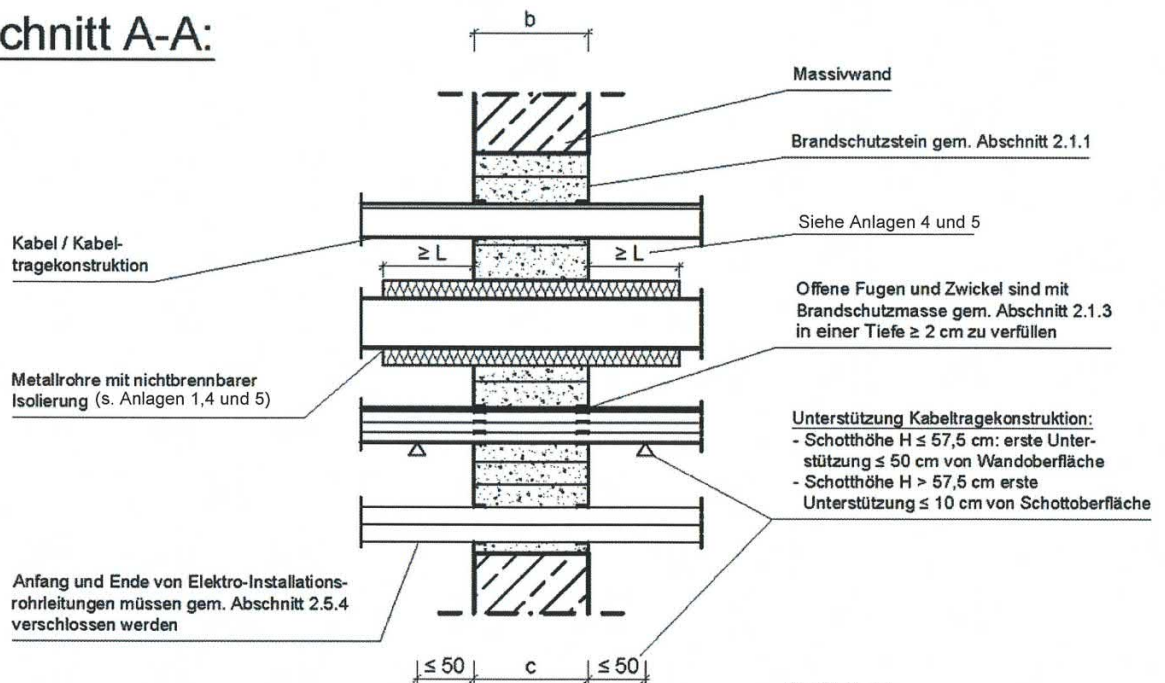 chnitt A-A:
b
Massivwand
Brandschutzstein gem. Abschnitt 2.1.1
Siehe Anlagen 4 und 5
Kabel / Kabel-
tragekonstruktion
≥ L
≥ L
Offene Fugen und Zwickel sind mit
Brandschutzmasse gem. Abschnitt 2.1.3
in einer Tiefe ≥ 2 cm zu verfüllen
Metallrohre mit nichtbrennbarer
Isolierung (s. Anlagen 1,4 und 5)
Unterstützung Kabeltragekonstruktion:
- Schotthöhe H ≤ 57,5 cm: erste Unter-
stützung ≤ 50 cm von Wandoberfläche
- Schotthöhe H > 57,5 cm erste
Unterstützung ≤ 10 cm von Schottoberfläche
Anfang und Ende von Elektro-Installations-
rohrleitungen müssen gem. Abschnitt 2.5.4
verschlossen werden
≤ 50
c
≤ 50